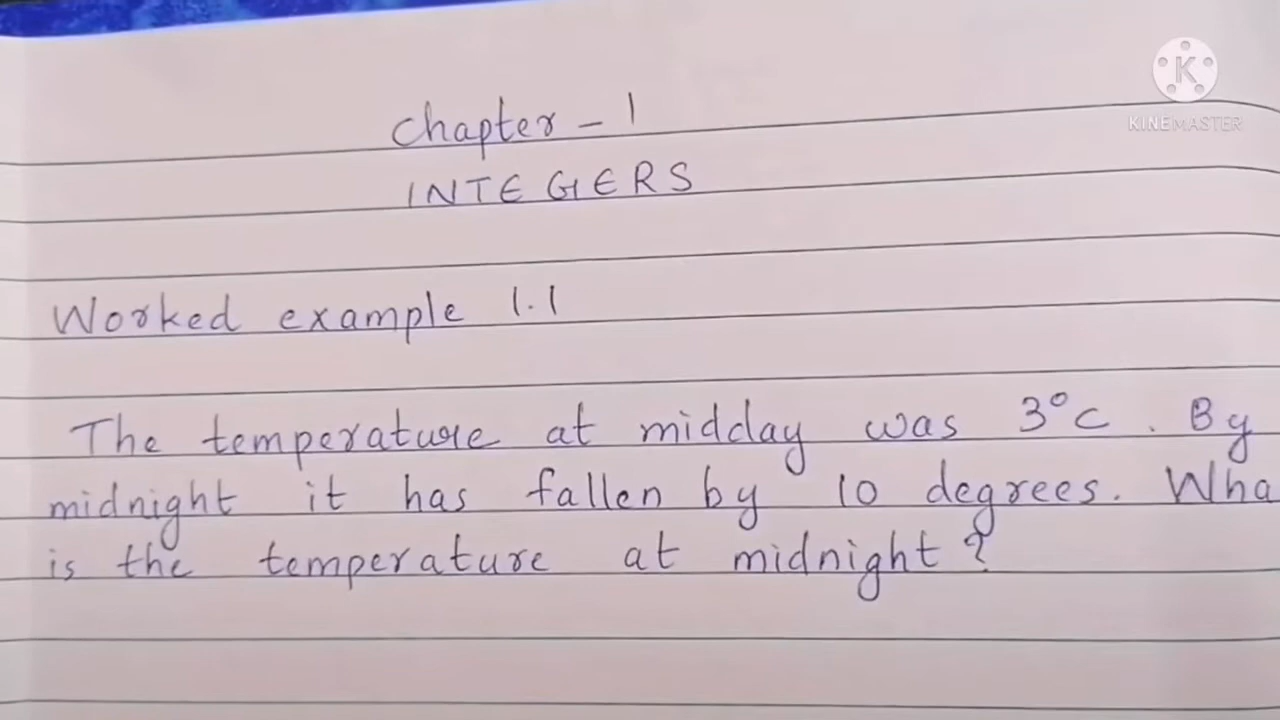 Chapter - 1
INTEGERS
Worked example 1.1
The temperature at midday was 3°C. By
midnight it has fallen by 10 degrees. Wha
is the temperature at midnight?
KINEMASTER